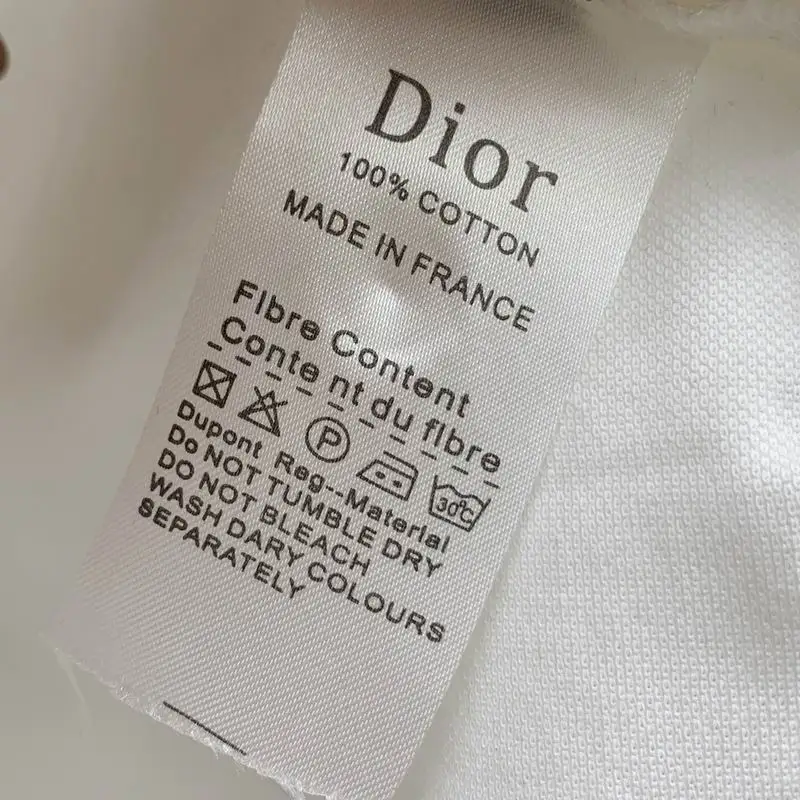 Dior
100% COTTON
MADE IN FRANCE
FIbre Content
-Conte nt du fIbre
P 30℃
Dupont Reg--MaterIal
Do NOT TUMBLE DRY
DO NOT BLEACH
WASH DARY COLOURS
SEPARATELY